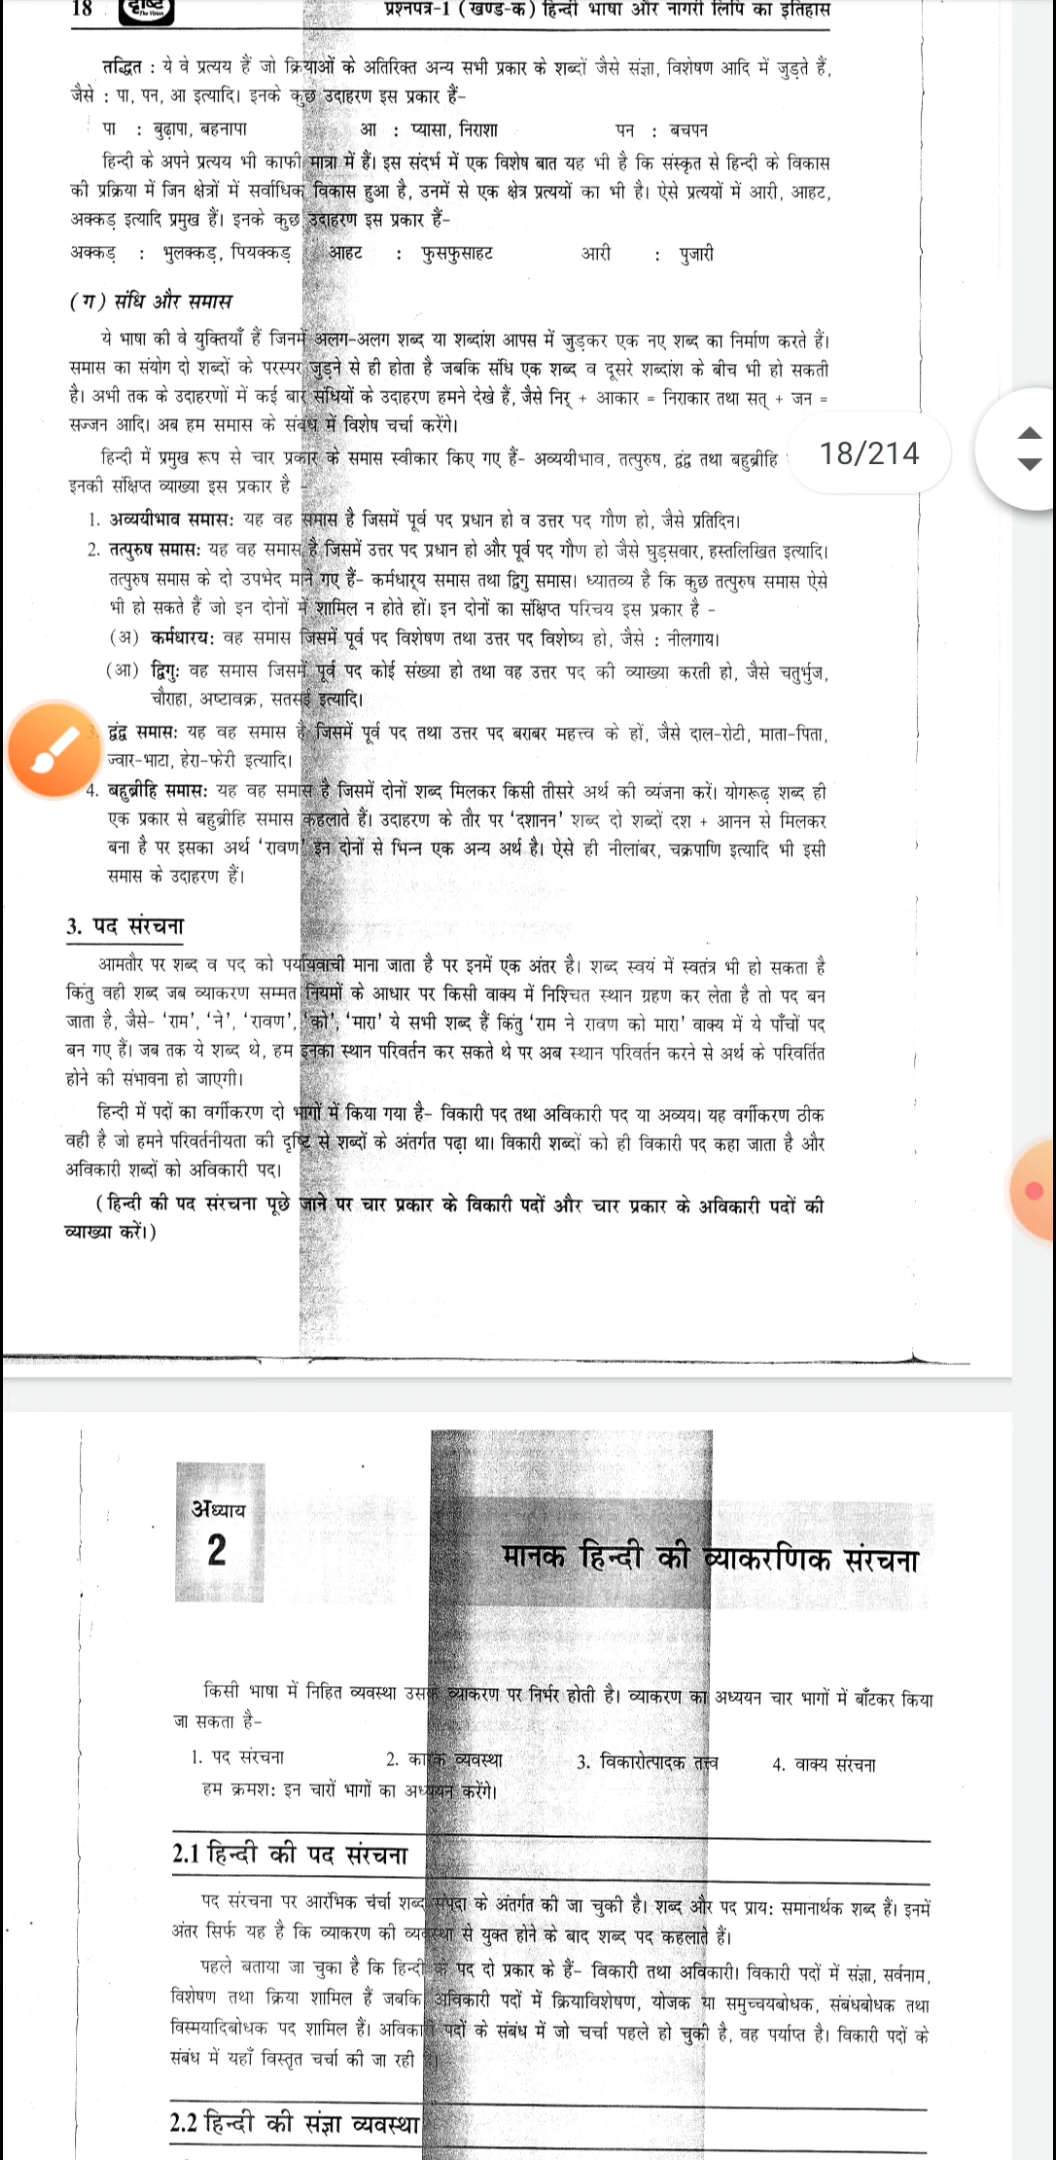 18 दृष्टि The Vision प्रश्नपत्र-1 (खण्ड-क) हिन्दी भाषा और नागरी लिपि का इतिहास
तद्धित : ये वे प्रत्यय हैं जो क्रियाओं के अतिरिक्त अन्य सभी प्रकार के शब्दों जैसे संज्ञा, विशेषण आदि में जुड़ते हैं,
जैसे : पा, पन, आ इत्यादि। इनके कुछ उदाहरण इस प्रकार हैं-
पा : बुढ़ापा, बहनापा आ : प्यासा, निराशा पन : बचपन
हिन्दी के अपने प्रत्यय भी काफी मात्रा में हैं। इस संदर्भ में एक विशेष बात यह भी है कि संस्कृत से हिन्दी के विकास
की प्रक्रिया में जिन क्षेत्रों में सर्वाधिक विकास हुआ है, उनमें से एक क्षेत्र प्रत्ययों का भी है। ऐसे प्रत्ययों में आरी, आहट,
अक्कड़ इत्यादि प्रमुख हैं। इनके कुछ उदाहरण इस प्रकार हैं-
अक्कड़ : भुलक्कड़, पियक्कड़ आहट : फुसफुसाहट आरी : पुजारी
(ग) संधि और समास
ये भाषा की वे युक्तियाँ हैं जिनमें अलग-अलग शब्द या शब्दांश आपस में जुड़कर एक नए शब्द का निर्माण करते हैं।
समास का संयोग दो शब्दों के परस्पर जुड़ने से ही होता है जबकि संधि एक शब्द व दूसरे शब्दांश के बीच भी हो सकती
है। अभी तक के उदाहरणों में कई बार संधियों के उदाहरण हमने देखे हैं, जैसे निर् + आकार = निराकार तथा सत् + जन =
सज्जन आदि। अब हम समास के संबंध में विशेष चर्चा करेंगे।
हिन्दी में प्रमुख रूप से चार प्रकार के समास स्वीकार किए गए हैं- अव्ययीभाव, तत्पुरुष, द्वंद्व तथा बहुब्रीहि
18/214
इनकी संक्षिप्त व्याख्या इस प्रकार है -
1. अव्ययीभाव समास: यह वह समास है जिसमें पूर्व पद प्रधान हो व उत्तर पद गौण हो, जैसे प्रतिदिन।
2. तत्पुरुष समास: यह वह समास है जिसमें उत्तर पद प्रधान हो और पूर्व पद गौण हो जैसे घुड़सवार, हस्तलिखित इत्यादि।
तत्पुरुष समास के दो उपभेद माने गए हैं- कर्मधार्य समास तथा द्विगु समास। ध्यातव्य है कि कुछ तत्पुरुष समास ऐसे
भी हो सकते हैं जो इन दोनों में शामिल न होते हों। इन दोनों का संक्षिप्त परिचय इस प्रकार है -
(अ) कर्मधारय: वह समास जिसमें पूर्व पद विशेषण तथा उत्तर पद विशेष्य हो, जैसे : नीलगाय।
(आ) द्विगु: वह समास जिसमें पूर्व पद कोई संख्या हो तथा वह उत्तर पद की व्याख्या करती हो, जैसे चतुर्भुज,
चौराहा, अष्टावक्र, सतसई इत्यादि।
3. द्वंद्व समास: यह वह समास है जिसमें पूर्व पद तथा उत्तर पद बराबर महत्त्व के हों, जैसे दाल-रोटी, माता-पिता,
ज्वार-भाटा, हेरा-फेरी इत्यादि।
4. बहुब्रीहि समास: यह वह समास है जिसमें दोनों शब्द मिलकर किसी तीसरे अर्थ की व्यंजना करें। योगरूढ़ शब्द ही
एक प्रकार से बहुब्रीहि समास कहलाते हैं। उदाहरण के तौर पर 'दशानन' शब्द दो शब्दों दश + आनन से मिलकर
बना है पर इसका अर्थ 'रावण' इन दोनों से भिन्न एक अन्य अर्थ है। ऐसे ही नीलांबर, चक्रपाणि इत्यादि भी इसी
समास के उदाहरण हैं।
3. पद संरचना
आमतौर पर शब्द व पद को पर्यायवाची माना जाता है पर इनमें एक अंतर है। शब्द स्वयं में स्वतंत्र भी हो सकता है
किंतु वही शब्द जब व्याकरण सम्मत नियमों के आधार पर किसी वाक्य में निश्चित स्थान ग्रहण कर लेता है तो पद बन
जाता है, जैसे- 'राम', 'ने', 'रावण', 'को', 'मारा' ये सभी शब्द हैं किंतु 'राम ने रावण को मारा' वाक्य में ये पाँचों पद
बन गए हैं। जब तक ये शब्द थे, हम इनका स्थान परिवर्तन कर सकते थे पर अब स्थान परिवर्तन करने से अर्थ के परिवर्तित
होने की संभावना हो जाएगी।
हिन्दी में पदों का वर्गीकरण दो भागों में किया गया है- विकारी पद तथा अविकारी पद या अव्यय। यह वर्गीकरण ठीक
वही है जो हमने परिवर्तनीयता की दृष्टि से शब्दों के अंतर्गत पढ़ा था। विकारी शब्दों को ही विकारी पद कहा जाता है और
अविकारी शब्दों को अविकारी पद।
(हिन्दी की पद संरचना पूछे जाने पर चार प्रकार के विकारी पदों और चार प्रकार के अविकारी पदों की
व्याख्या करें।)
अध्याय
2
मानक हिन्दी की व्याकरणिक संरचना
किसी भाषा में निहित व्यवस्था उसके व्याकरण पर निर्भर होती है। व्याकरण का अध्ययन चार भागों में बाँटकर किया
जा सकता है-
1. पद संरचना 2. कारक व्यवस्था 3. विकारोत्पादक तत्त्व 4. वाक्य संरचना
हम क्रमश: इन चारों भागों का अध्ययन करेंगे।
2.1 हिन्दी की पद संरचना
पद संरचना पर आरंभिक चर्चा शब्द संपदा के अंतर्गत की जा चुकी है। शब्द और पद प्राय: समानार्थक शब्द हैं। इनमें
अंतर सिर्फ यह है कि व्याकरण की व्यवस्था से युक्त होने के बाद शब्द पद कहलाते हैं।
पहले बताया जा चुका है कि हिन्दी के पद दो प्रकार के हैं- विकारी तथा अविकारी। विकारी पदों में संज्ञा, सर्वनाम,
विशेषण तथा क्रिया शामिल हैं जबकि अविकारी पदों में क्रियाविशेषण, योजक या समुच्चयबोधक, संबंधबोधक तथा
विस्मयादिबोधक पद शामिल हैं। अविकारी पदों के संबंध में जो चर्चा पहले हो चुकी है, वह पर्याप्त है। विकारी पदों के
संबंध में यहाँ विस्तृत चर्चा की जा रही है।
2.2 हिन्दी की संज्ञा व्यवस्था